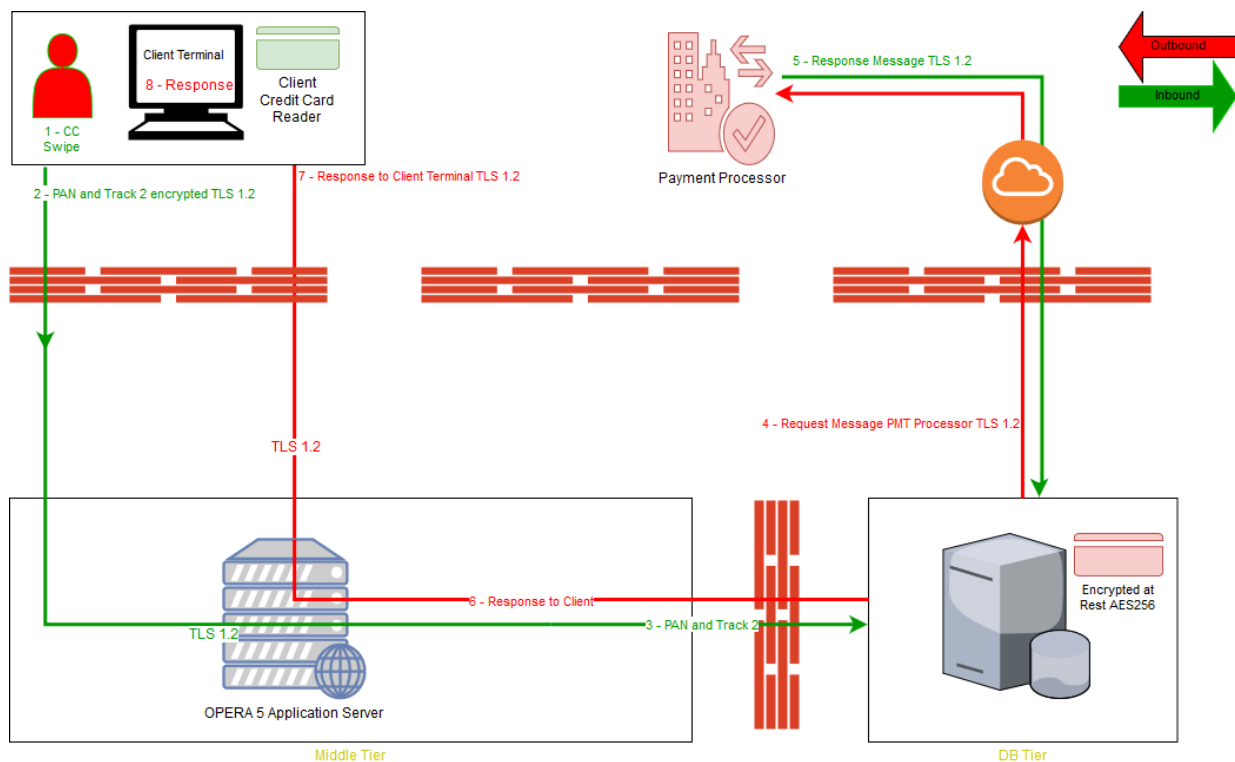 Client Terminal
8 - Response
Client
Credit Card
Reader
1 - CC
Swipe
2 - PAN and Track 2 encrypted TLS 1.2
7 - Response to Client Terminal TLS 1.2
Payment Processor
5 - Response Message TLS 1.2
Outbound
Inbound
4 - Request Message PMT Processor TLS 1.2
TLS 1.2
6 - Response to Client
3 - PAN and Track 2
TLS 1.2
OPERA 5 Application Server
Middle Tier
Encrypted at
Rest AES256
DB Tier